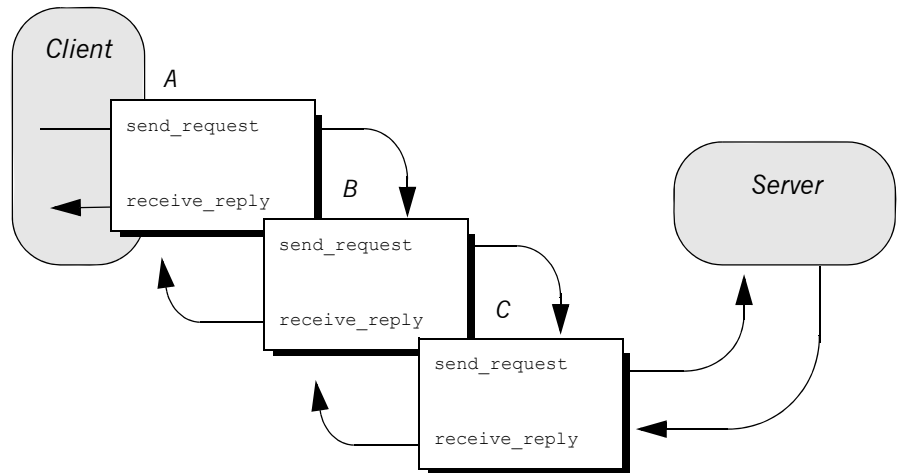 Client
A
send_request
receive_reply
B
send_request
receive_reply
C
send_request
receive_reply
Server